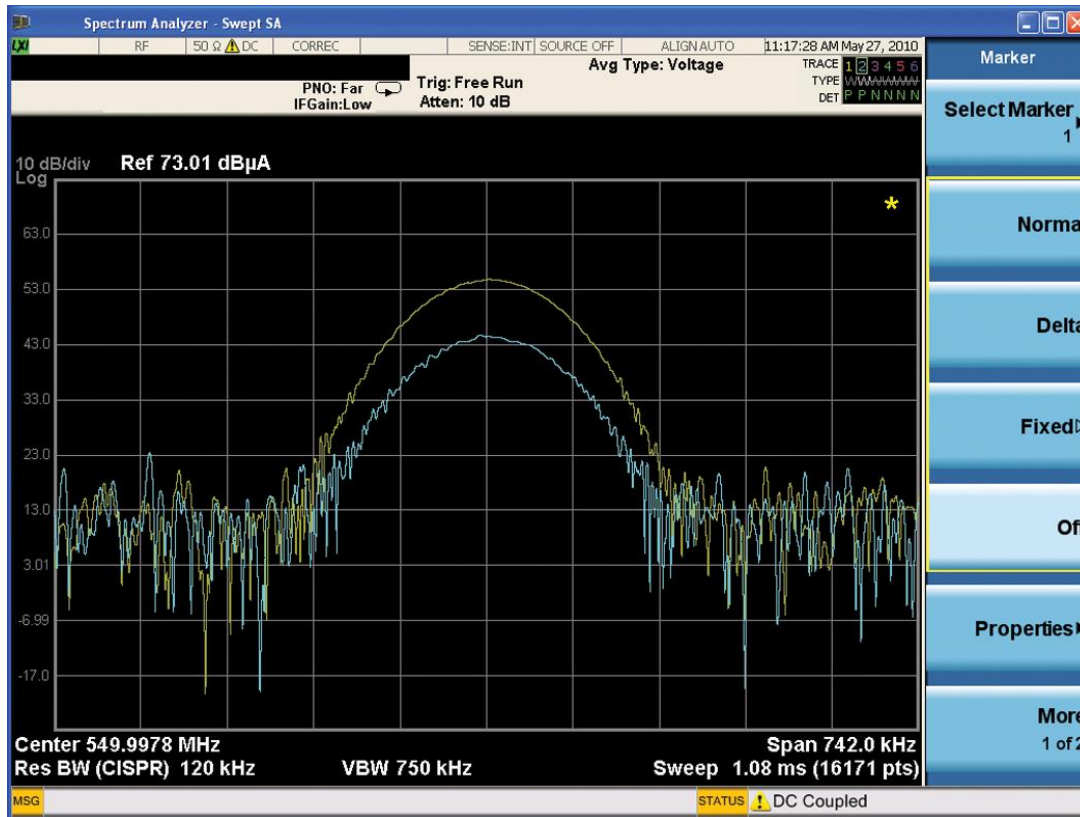 Spectrum Analyzer - Swept SA
LXI RF 50 Ω DC CORREC SENSE:INT SOURCE OFF ALIGN AUTO 11:17:28 AM May 27, 2010
PNO: Far Trig: Free Run Avg Type: Voltage TRACE 1 2 3 4 5 6
IFGain:Low Atten: 10 dB TYPE
DET P P N N N N
10 dB/div Ref 73.01 dBµA
Log
63.0
53.0
43.0
33.0
23.0
13.0
3.01
-6.99
-17.0
Center 549.9978 MHz Span 742.0 kHz
Res BW (CISPR) 120 kHz VBW 750 kHz Sweep 1.08 ms (16171 pts)
MSG STATUS DC Coupled
Marker
Select Marker
1
Norma
Delta
Fixed
Of
Properties
More
1 of 2